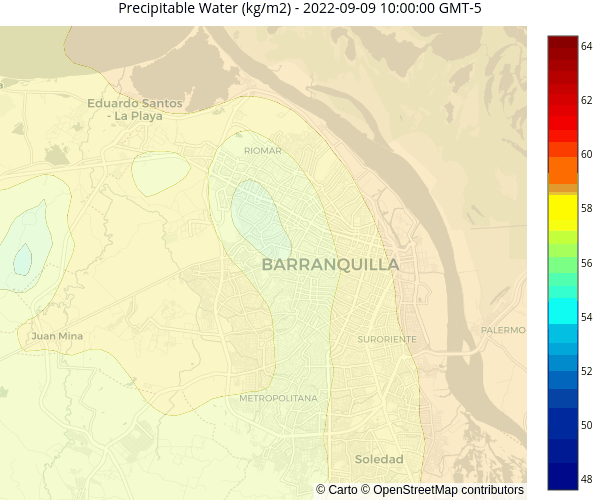 Precipitable Water (kg/m2) - 2022-09-09 10:00:00 GMT-5
64
62
60
58
56
54
52
50
48
Eduardo Santos
- La Playa
RIOMAR
BARRANQUILLA
Juan Mina
SURORIENTE
PALERMO
METROPOLITANA
Soledad
© Carto © OpenStreetMap contributors